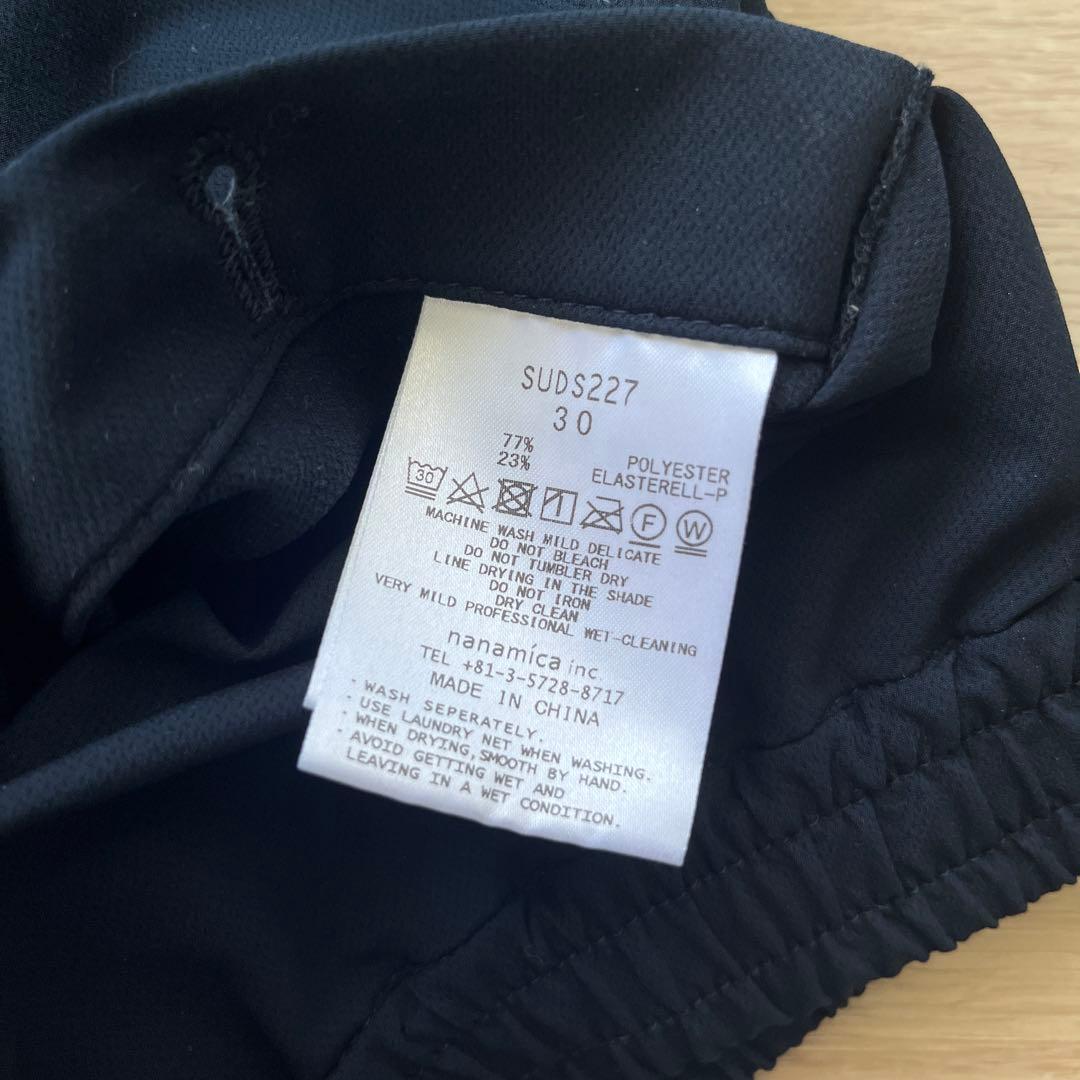 SUDS227
30
77% POLYESTER
23% ELASTERELL-P
30 F W
MACHINE WASH MILD DELICATE
DO NOT BLEACH
DO NOT TUMBLER DRY
LINE DRYING IN THE SHADE
DO NOT IRON
DRY CLEAN
VERY MILD PROFESSIONAL WET-CLEANING
nanamica inc.
TEL +81-3-5728-8717
MADE IN CHINA
- WASH SEPERATELY.
- USE LAUNDRY NET WHEN WASHING.
- WHEN DRYING,SMOOTH BY HAND.
- AVOID GETTING WET AND
LEAVING IN A WET CONDITION.